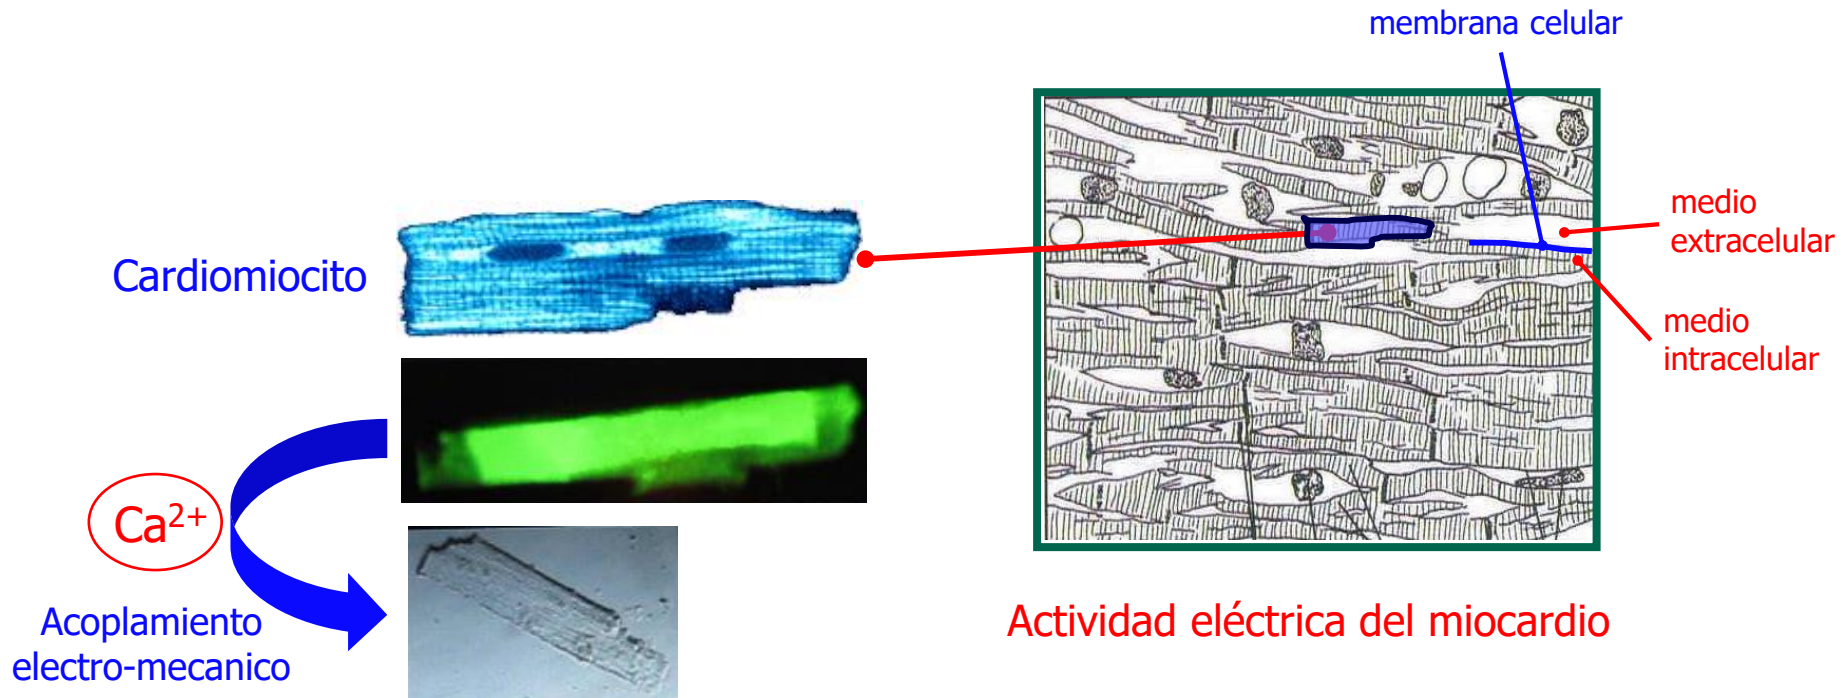 membrana celular
medio
extracelular
Cardiomiocito
medio
intracelular
Ca²⁺
Acoplamiento
electro-mecanico
Actividad eléctrica del miocardio